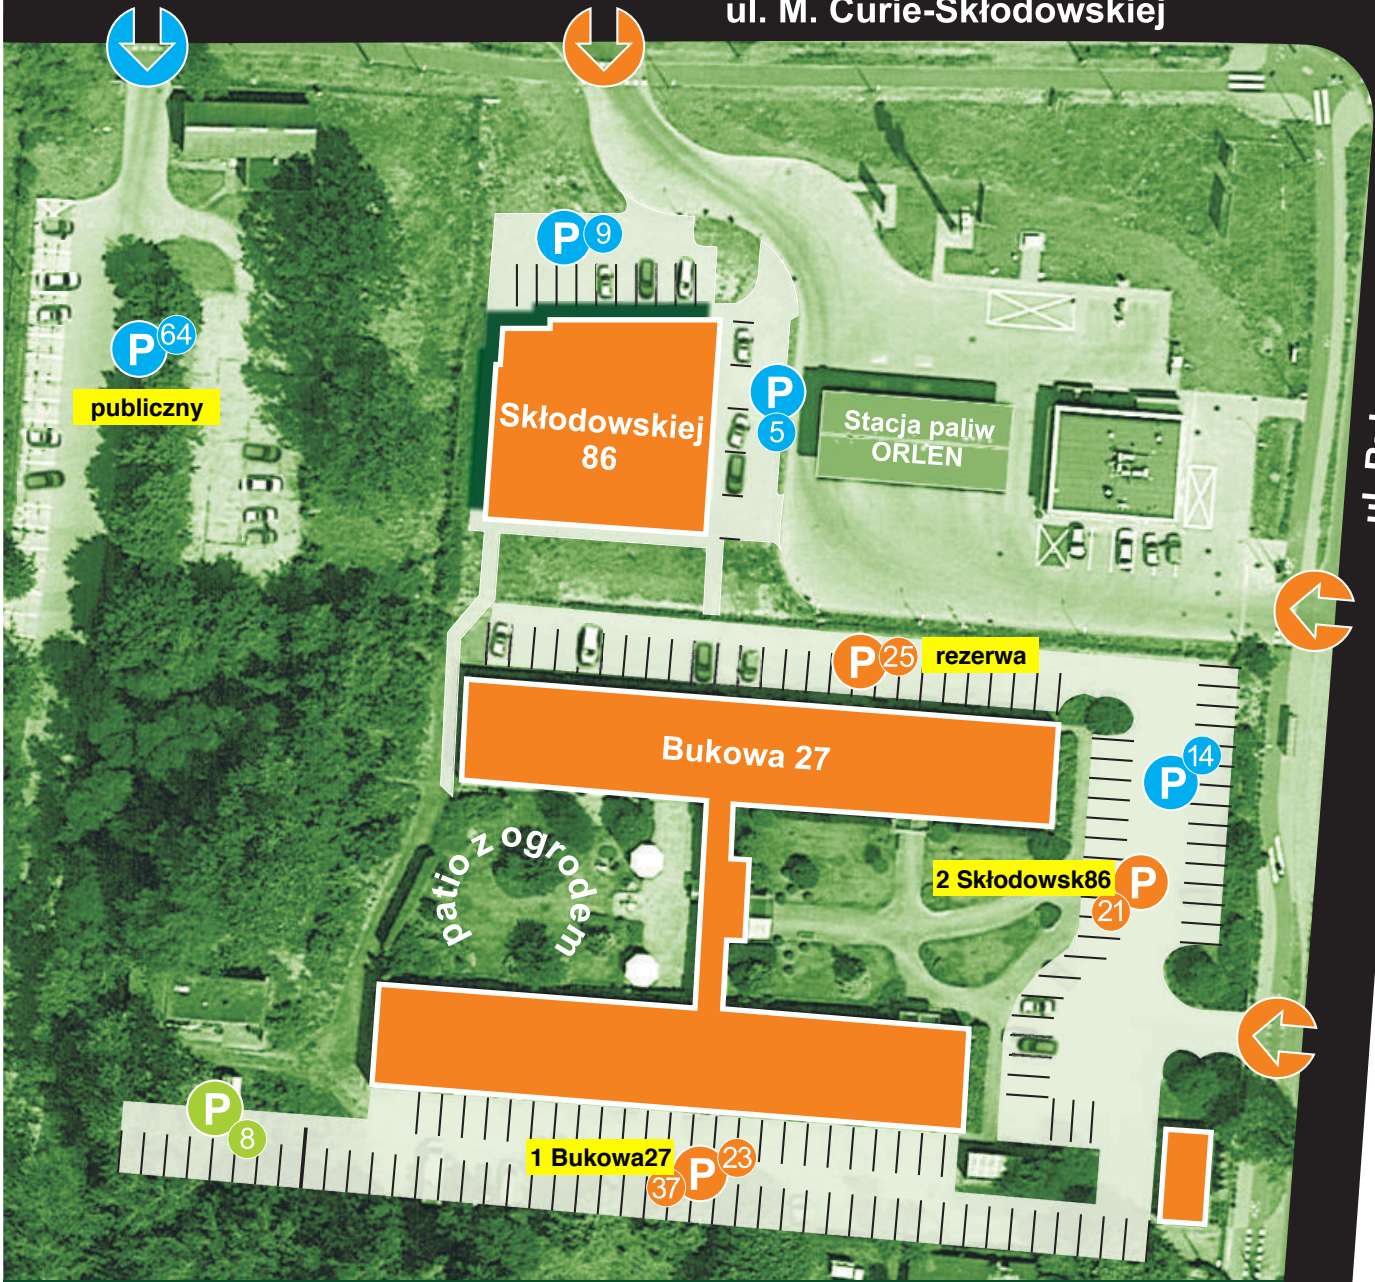 ul. M. Curie-Skłodowskiej
P 9
P 64
publiczny
P
5
Skłodowskiej
86
Stacja paliw
ORLEN
P 25 rezerwa
Bukowa 27
P 14
patio z ogrodem
2 Skłodowsk86 P
21
P
8
1 Bukowa27 P 23
37